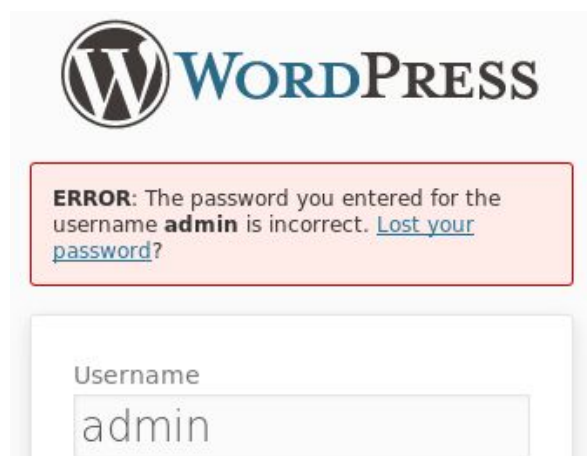 WORDPRESS
ERROR: The password you entered for the
username admin is incorrect. Lost your
password?
Username
admin